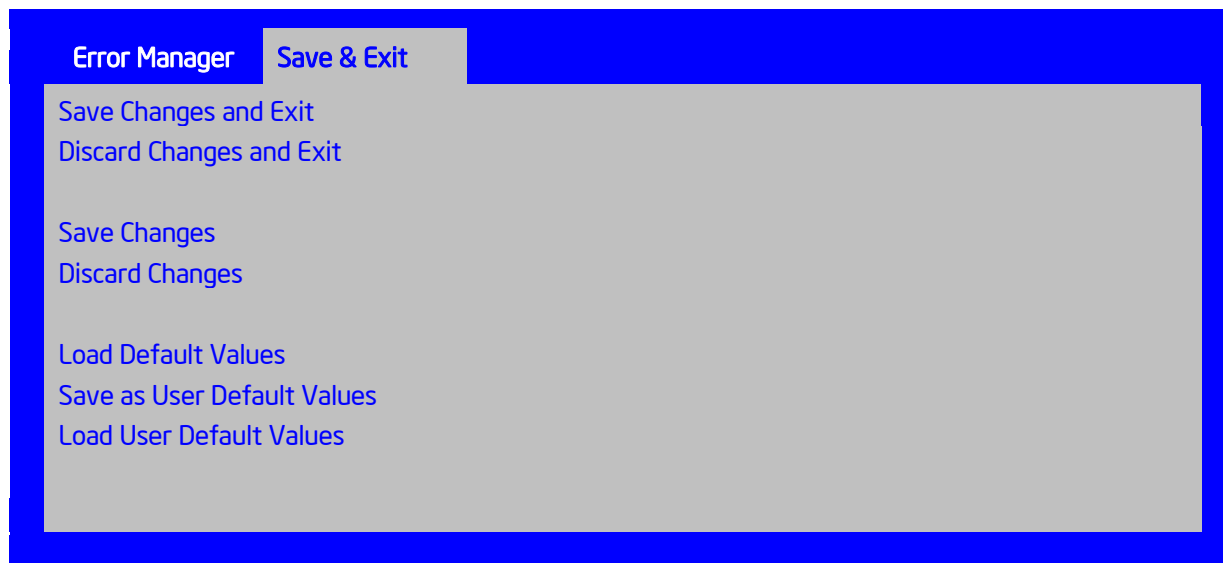 Error Manager Save & Exit
Save Changes and Exit
Discard Changes and Exit
Save Changes
Discard Changes
Load Default Values
Save as User Default Values
Load User Default Values